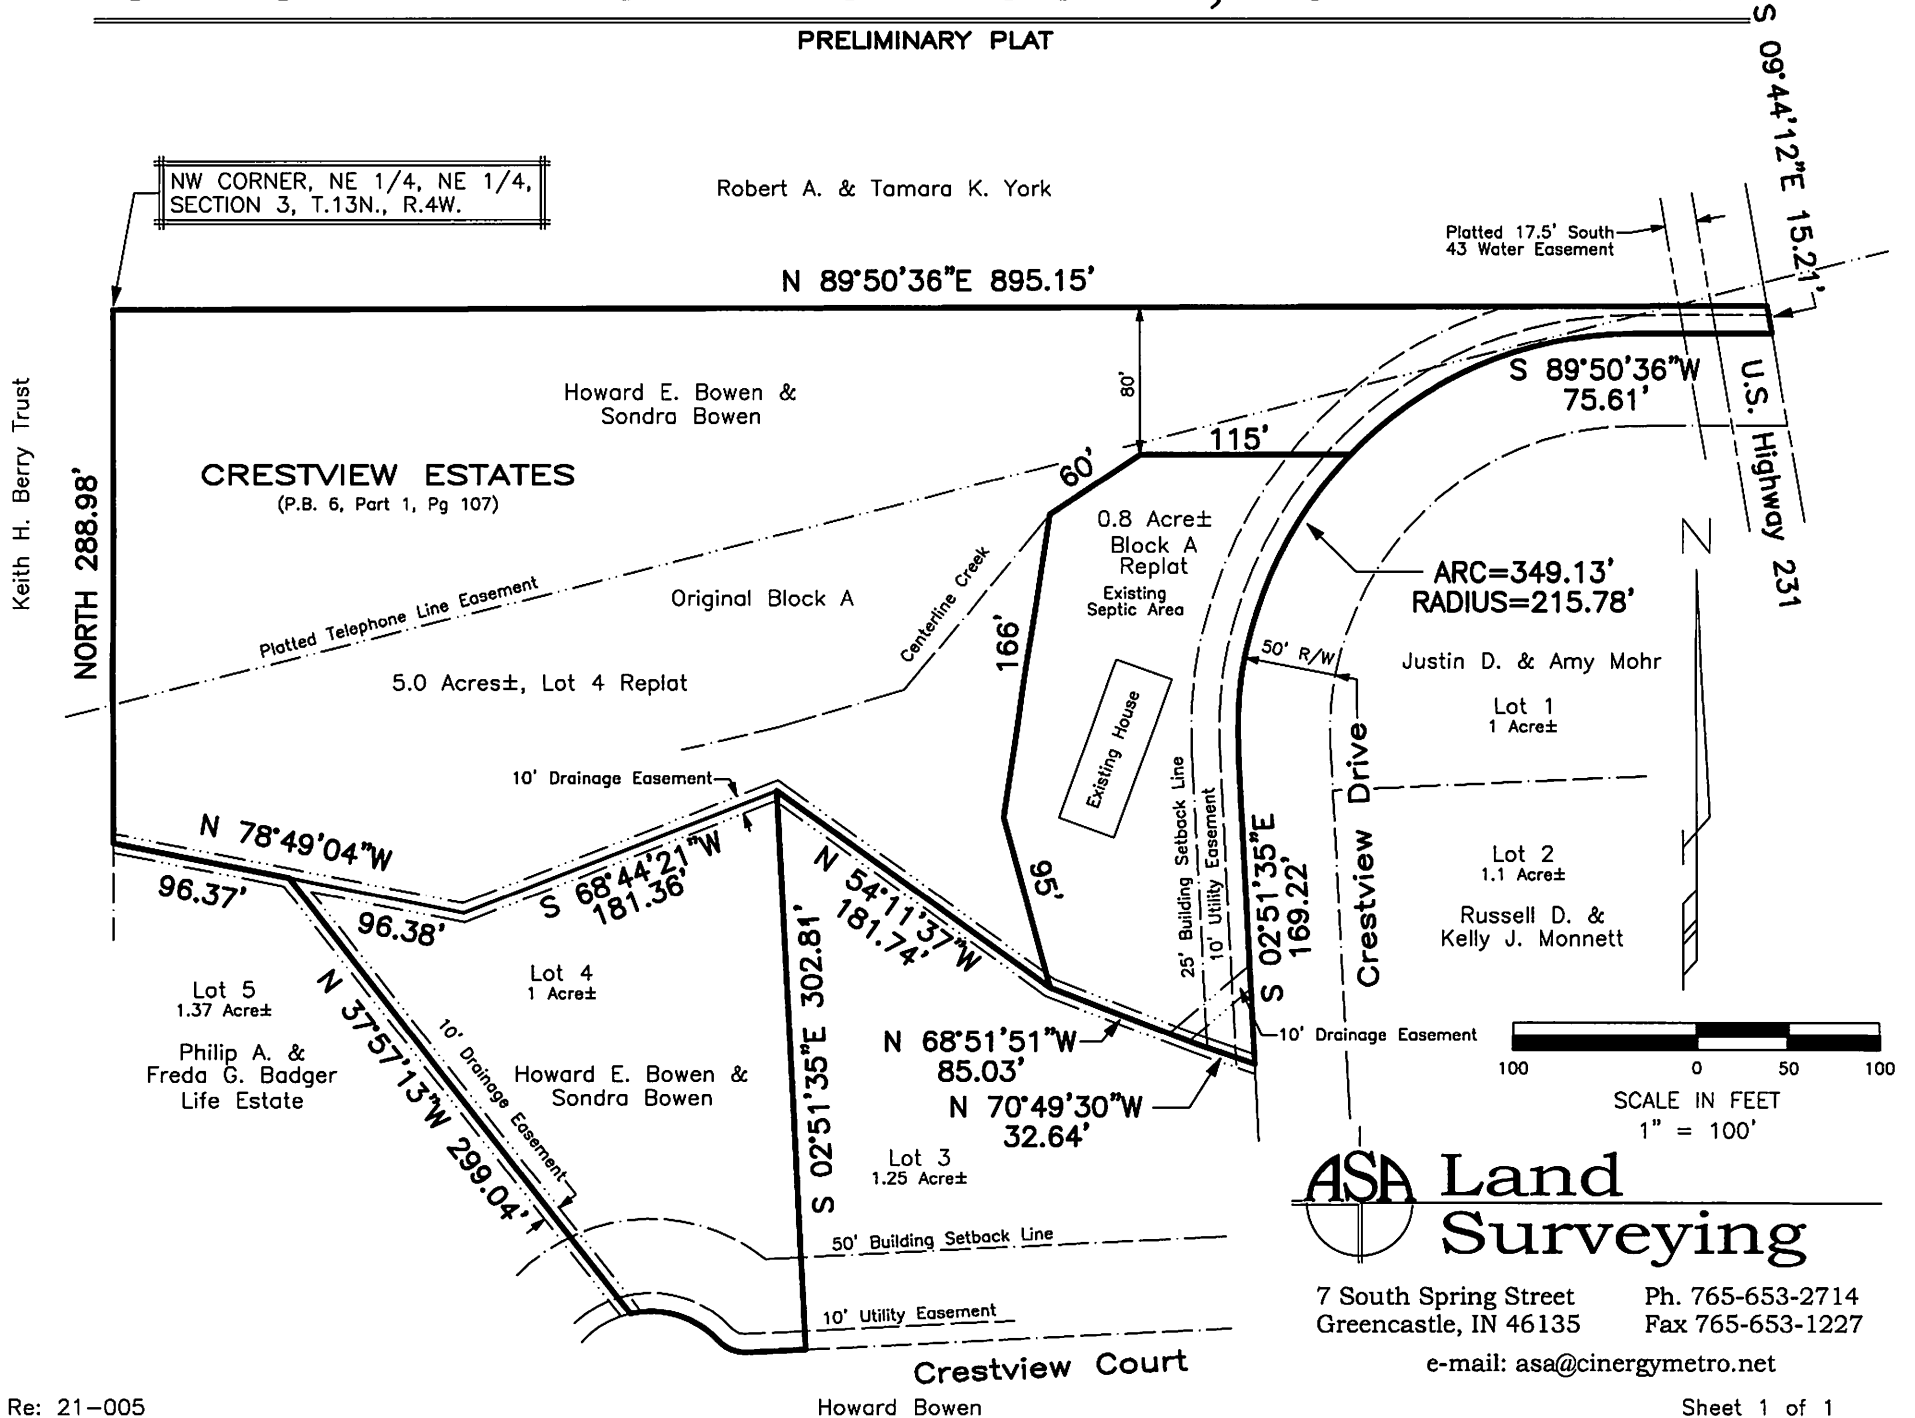 PRELIMINARY PLAT
S 09°44'12"E 15.21'
NW CORNER, NE 1/4, NE 1/4,
SECTION 3, T.13N., R.4W.
Robert A. & Tamara K. York
Platted 17.5' South
43 Water Easement
N 89°50'36"E 895.15'
Keith H. Berry Trust
NORTH 288.98'
Howard E. Bowen &
Sondra Bowen
80'
S 89°50'36"W
75.61'
U.S. Highway 231
CRESTVIEW ESTATES
(P.B. 6, Part 1, Pg 107)
115'
60'
0.8 Acre±
Block A
Replat
Existing
Septic Area
ARC=349.13'
RADIUS=215.78'
N
Platted Telephone Line Easement
Original Block A
Centerline Creek
166'
50' R/W
Justin D. & Amy Mohr
Lot 1
1 Acre±
5.0 Acres±, Lot 4 Replat
Existing House
10' Drainage Easement
25' Building Setback Line
10' Utility Easement
S 02°51'35"E
169.22'
Crestview Drive
Lot 2
1.1 Acre±
Russell D. &
Kelly J. Monnett
N 78°49'04"W
96.37'
96.38'
S 68°44'21"W
181.36'
N 54°11'37"W
181.74'
95'
Lot 5
1.37 Acre±
Philip A. &
Freda G. Badger
Life Estate
N 37°57'13"W 299.04'
10' Drainage Easement
Lot 4
1 Acre±
Howard E. Bowen &
Sondra Bowen
S 02°51'35"E 302.81'
N 68°51'51"W
85.03'
N 70°49'30"W
32.64'
10' Drainage Easement
Lot 3
1.25 Acre±
50' Building Setback Line
10' Utility Easement
Crestview Court
100 0 50 100
SCALE IN FEET
1" = 100'
ASA Land
Surveying
7 South Spring Street Ph. 765-653-2714
Greencastle, IN 46135 Fax 765-653-1227
e-mail: asa@cinergymetro.net
Re: 21-005 Howard Bowen Sheet 1 of 1